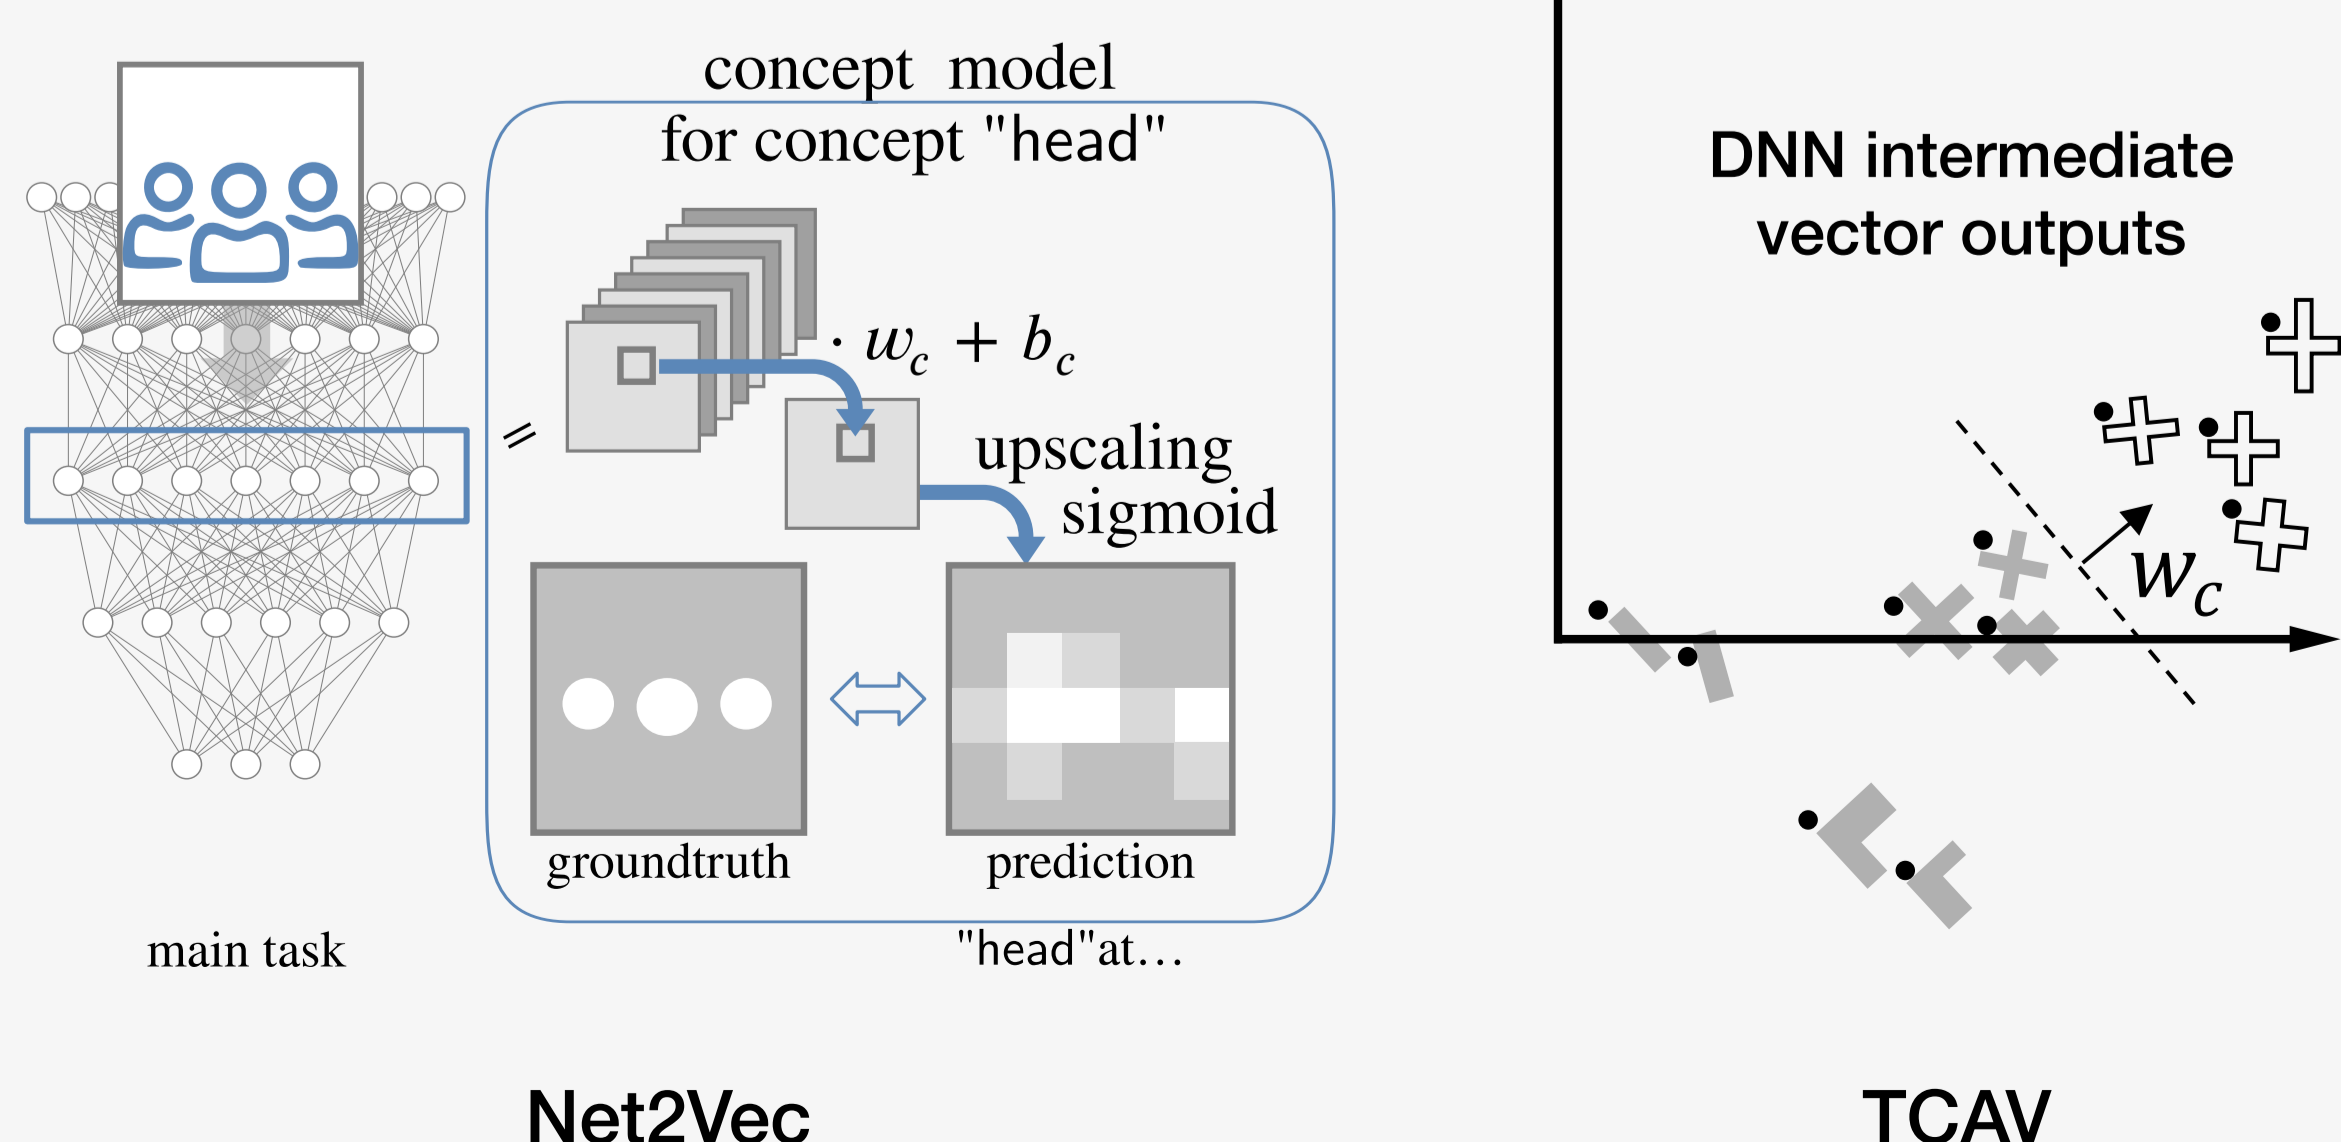 concept model
for concept "head"
· w_c + b_c
=
upscaling
sigmoid
groundtruth
prediction
main task
"head"at…
Net2Vec
DNN intermediate
vector outputs
w_c
TCAV